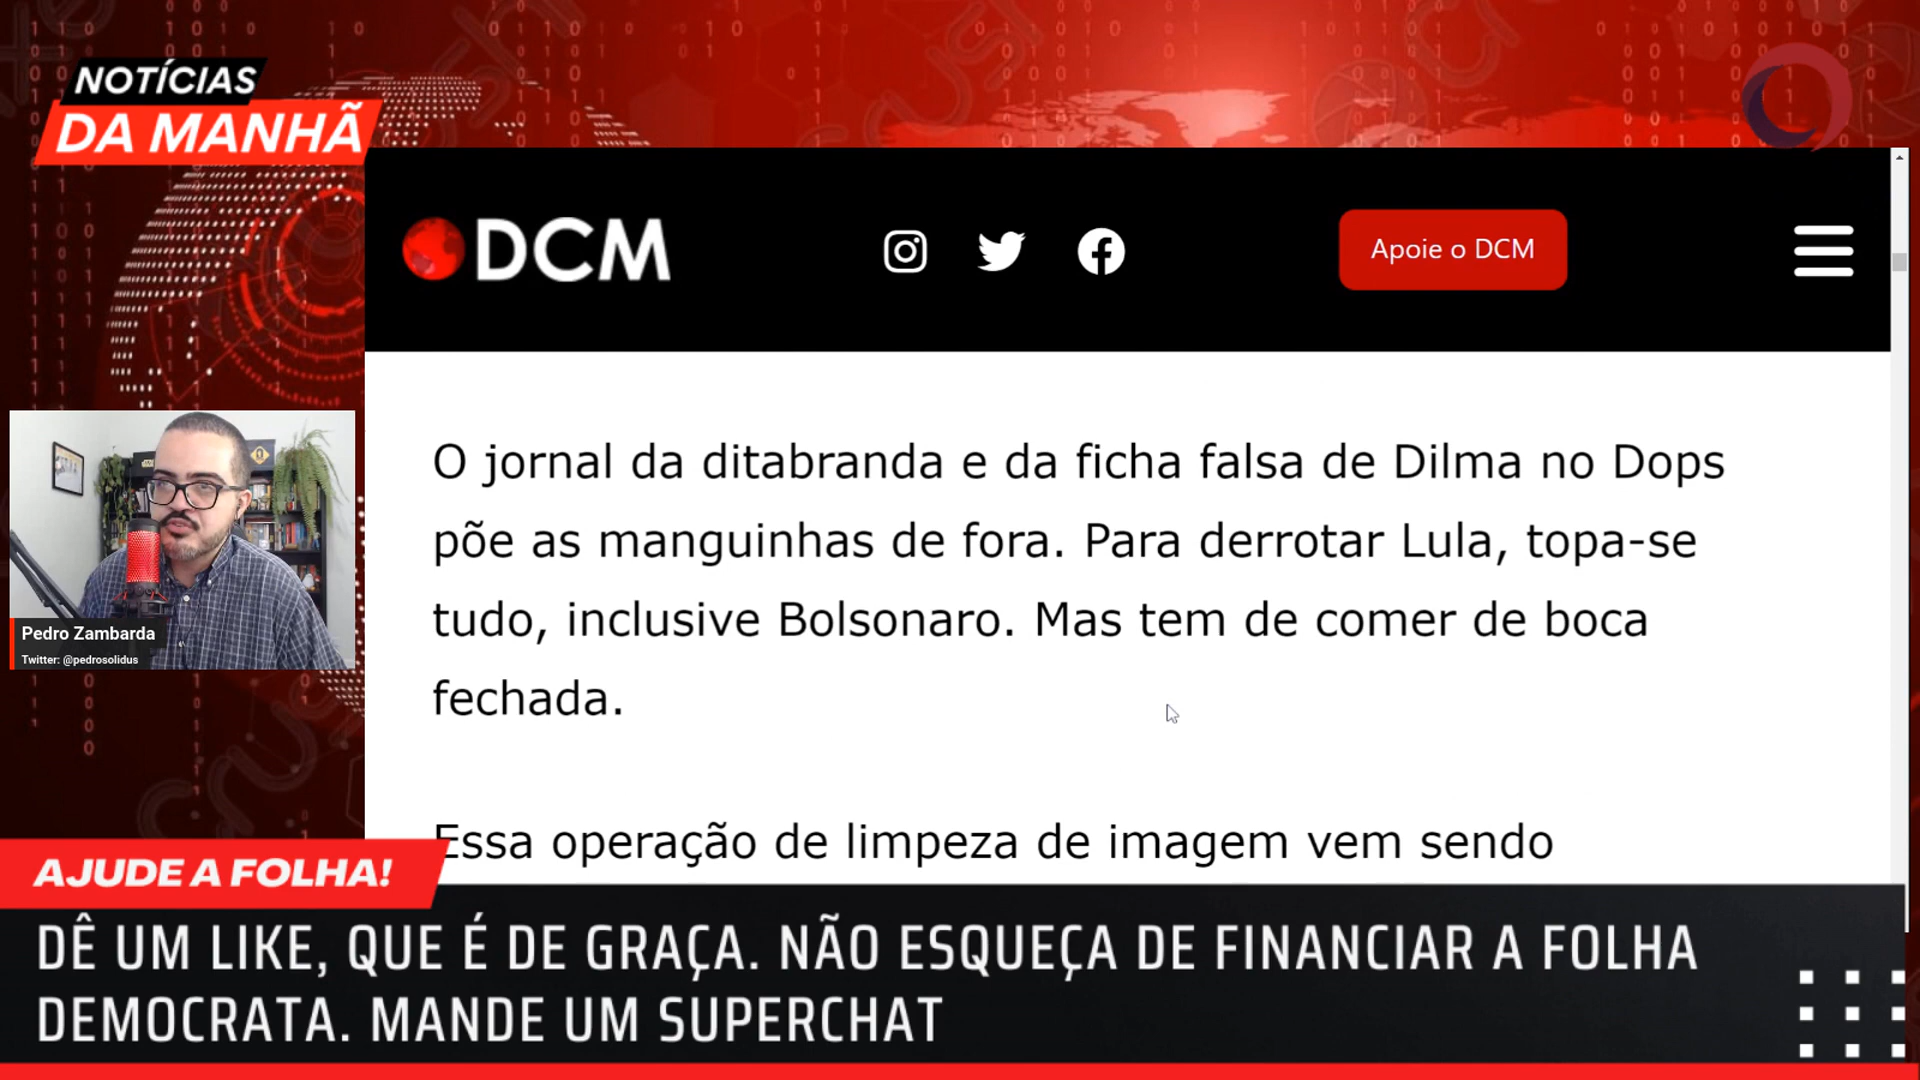 NOTÍCIAS
DA MANHÃ
DCM
Apoie o DCM
O jornal da ditabranda e da ficha falsa de Dilma no Dops
põe as manguinhas de fora. Para derrotar Lula, topa-se
tudo, inclusive Bolsonaro. Mas tem de comer de boca
fechada.
Essa operação de limpeza de imagem vem sendo
Pedro Zambarda
Twitter: @pedrosolidus
AJUDE A FOLHA!
DÊ UM LIKE, QUE É DE GRAÇA. NÃO ESQUEÇA DE FINANCIAR A FOLHA
DEMOCRATA. MANDE UM SUPERCHAT